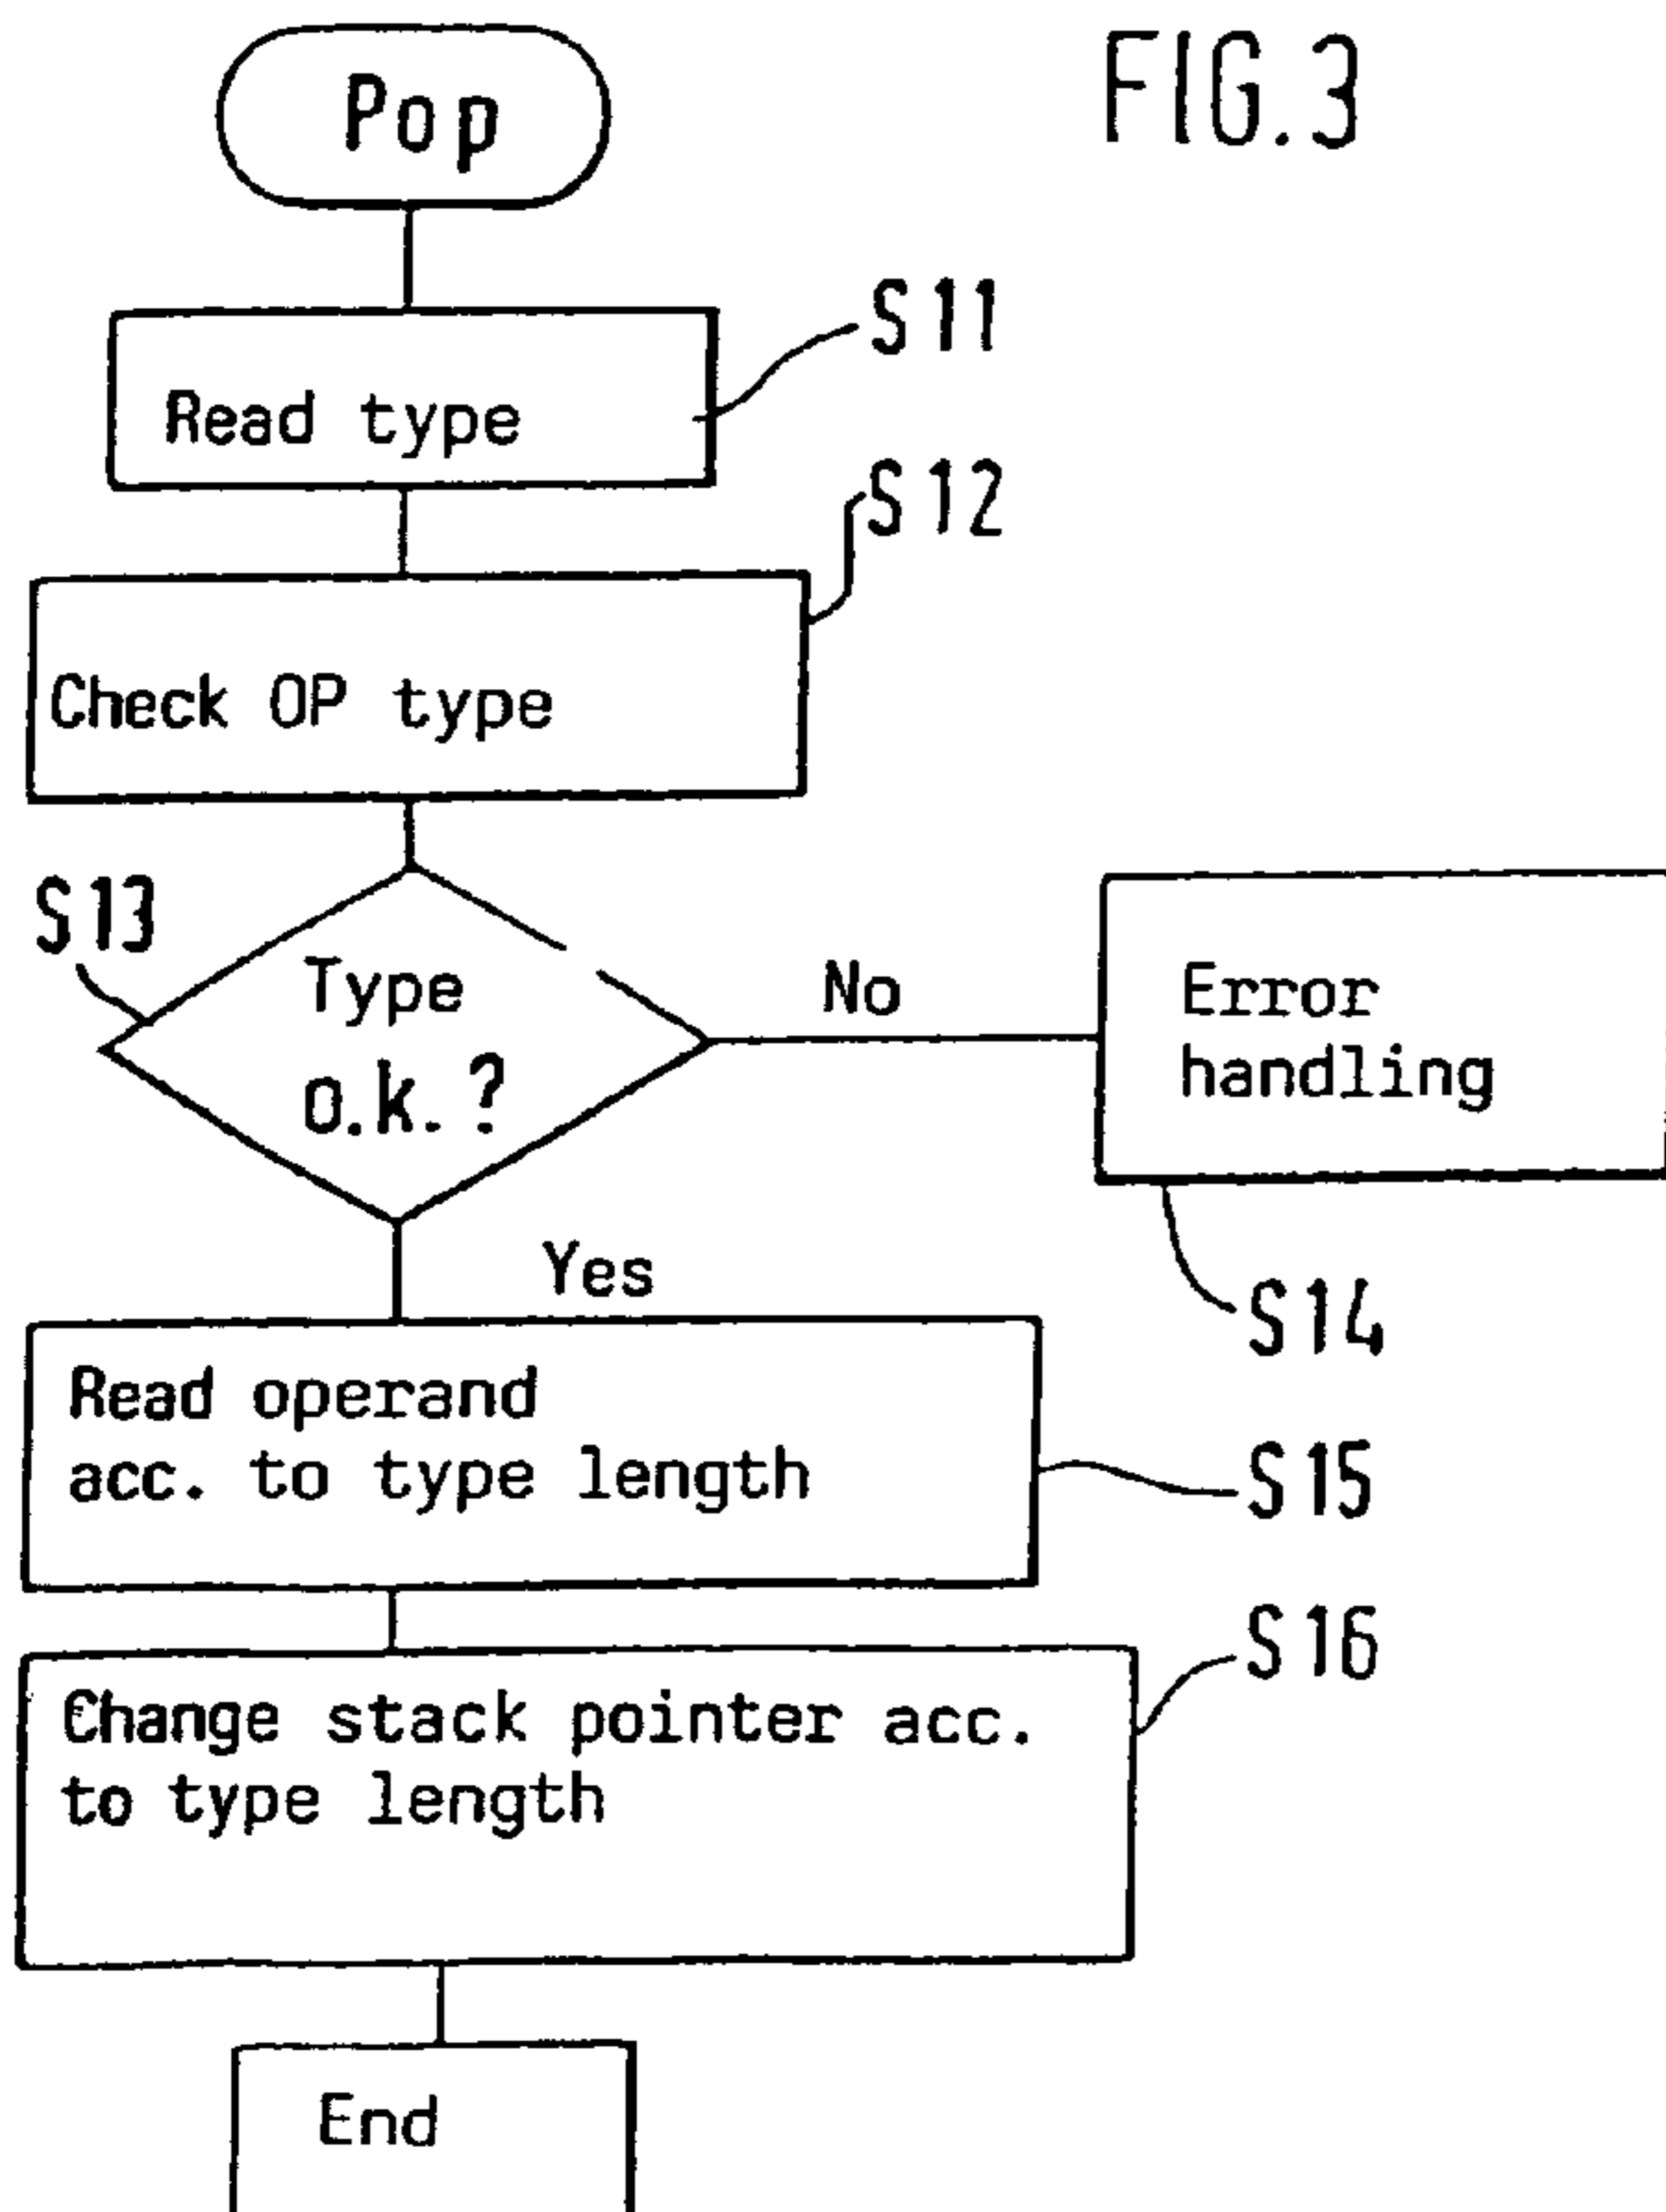 FIG.3
Pop
S11
Read type
S12
Check OP type
S13
Type
o.k.?
No
Error
handling
Yes
S14
Read operand
acc. to type length
S15
S16
Change stack pointer acc.
to type length
End